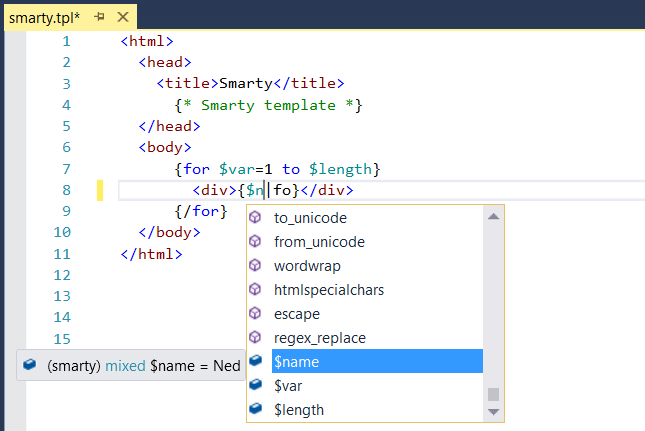 smarty.tpl*
1 <html>
2 <head>
3 <title>Smarty</title>
4 {* Smarty template *}
5 </head>
6 <body>
7 {for $var=1 to $length}
8 <div>{$n|fo}</div>
9 {/for}
10 </body>
11 </html>
12
13
14
15
to_unicode
from_unicode
wordwrap
htmlspecialchars
escape
regex_replace
$name
$var
$length
(smarty) mixed $name = Ned